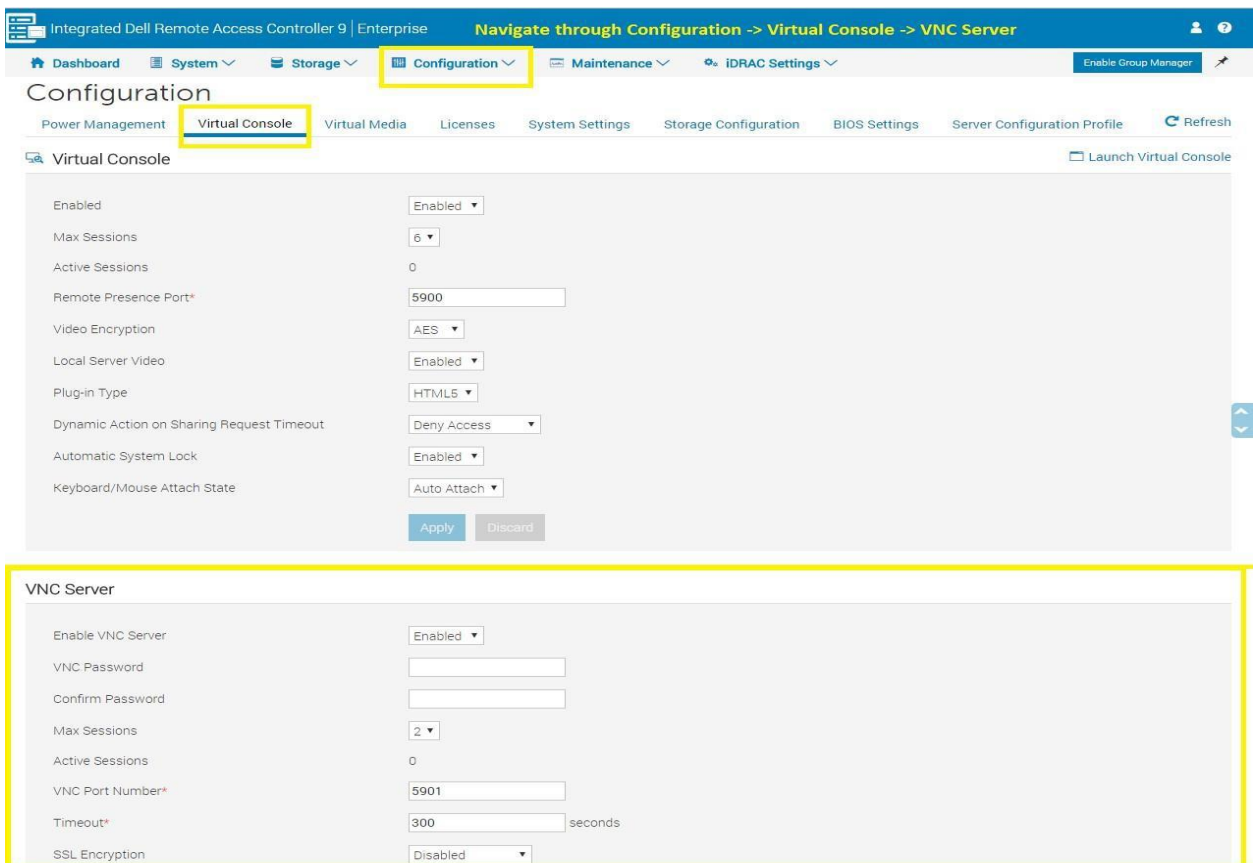 Integrated Dell Remote Access Controller 9 | Enterprise Navigate through Configuration -> Virtual Console -> VNC Server
Dashboard System Storage Configuration Maintenance iDRAC Settings Enable Group Manager
Configuration
Power Management Virtual Console Virtual Media Licenses System Settings Storage Configuration BIOS Settings Server Configuration Profile Refresh
Virtual Console Launch Virtual Console
Enabled Enabled
Max Sessions 6
Active Sessions 0
Remote Presence Port* 5900
Video Encryption AES
Local Server Video Enabled
Plug-in Type HTML5
Dynamic Action on Sharing Request Timeout Deny Access
Automatic System Lock Enabled
Keyboard/Mouse Attach State Auto Attach
Apply Discard
VNC Server
Enable VNC Server Enabled
VNC Password
Confirm Password
Max Sessions 2
Active Sessions 0
VNC Port Number* 5901
Timeout* 300 seconds
SSL Encryption Disabled